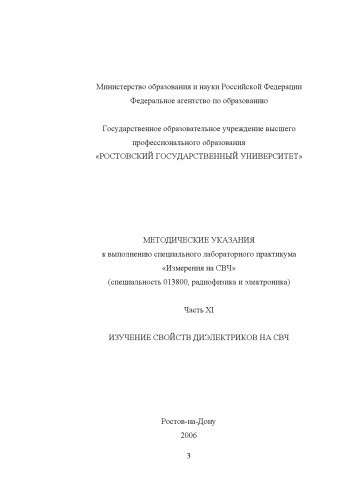 Министерство образования и науки Российской Федерации
Федеральное агентство по образованию
Государственное образовательное учреждение высшего
профессионального образования
«РОСТОВСКИЙ ГОСУДАРСТВЕННЫЙ УНИВЕРСИТЕТ»
МЕТОДИЧЕСКИЕ УКАЗАНИЯ
к выполнению специального лабораторного практикума
«Измерения на СВЧ»
(специальность 013800, радиофизика и электроника)
Часть XI
ИЗУЧЕНИЕ СВОЙСТВ ДИЭЛЕКТРИКОВ НА СВЧ
Ростов-на-Дону
2006
3